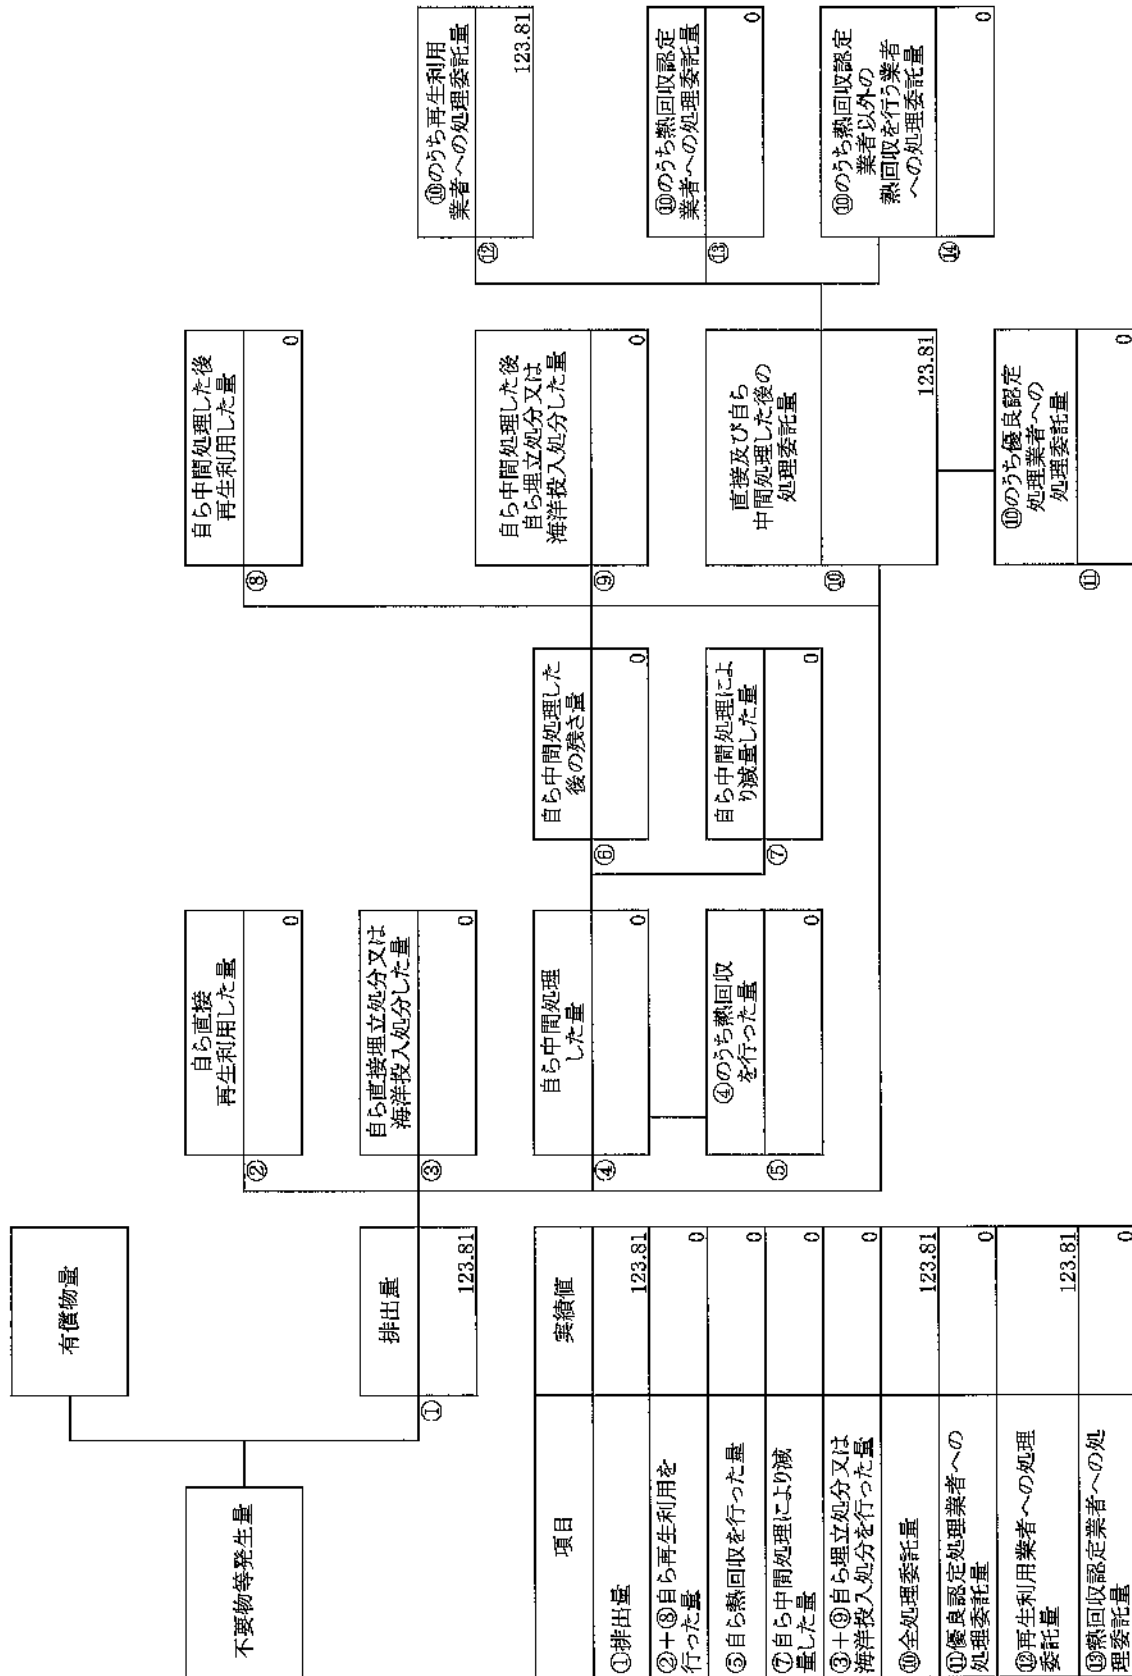 不要物等発生量
有償物量
①
排出量
123.81
②
自ら直接
再生利用した量
0
③
自ら直接埋立処分又は
海洋投入処分した量
0
④
自ら中間処理
した量
0
⑤
④のうち熱回収
を行った量
0
⑥
自ら中間処理した
後の残さ量
0
⑦
自ら中間処理によ
り減量した量
0
⑧
自ら中間処理した後
再生利用した量
0
⑨
自ら中間処理した後
自ら埋立処分又は
海洋投入処分した量
0
⑩
直接及び自ら
中間処理した後の
処理委託量
123.81
⑪
⑩のうち優良認定
処理業者への
処理委託量
0
⑫
⑩のうち再生利用
業者への処理委託量
123.81
⑬
⑩のうち熱回収認定
業者への処理委託量
0
⑭
⑩のうち熱回収認定
業者以外の
熱回収を行う業者
への処理委託量
0
項目
実績値
①排出量
123.81
②+⑧自ら再生利用を
行った量
0
⑤自ら熱回収を行った量
0
⑦自ら中間処理により減
量した量
0
③+⑨自ら埋立処分又は
海洋投入処分を行った量
0
⑩全処理委託量
123.81
⑪優良認定処理業者への
処理委託量
0
⑫再生利用業者への処理
委託量
123.81
⑬熱回収認定業者への処
理委託量
0